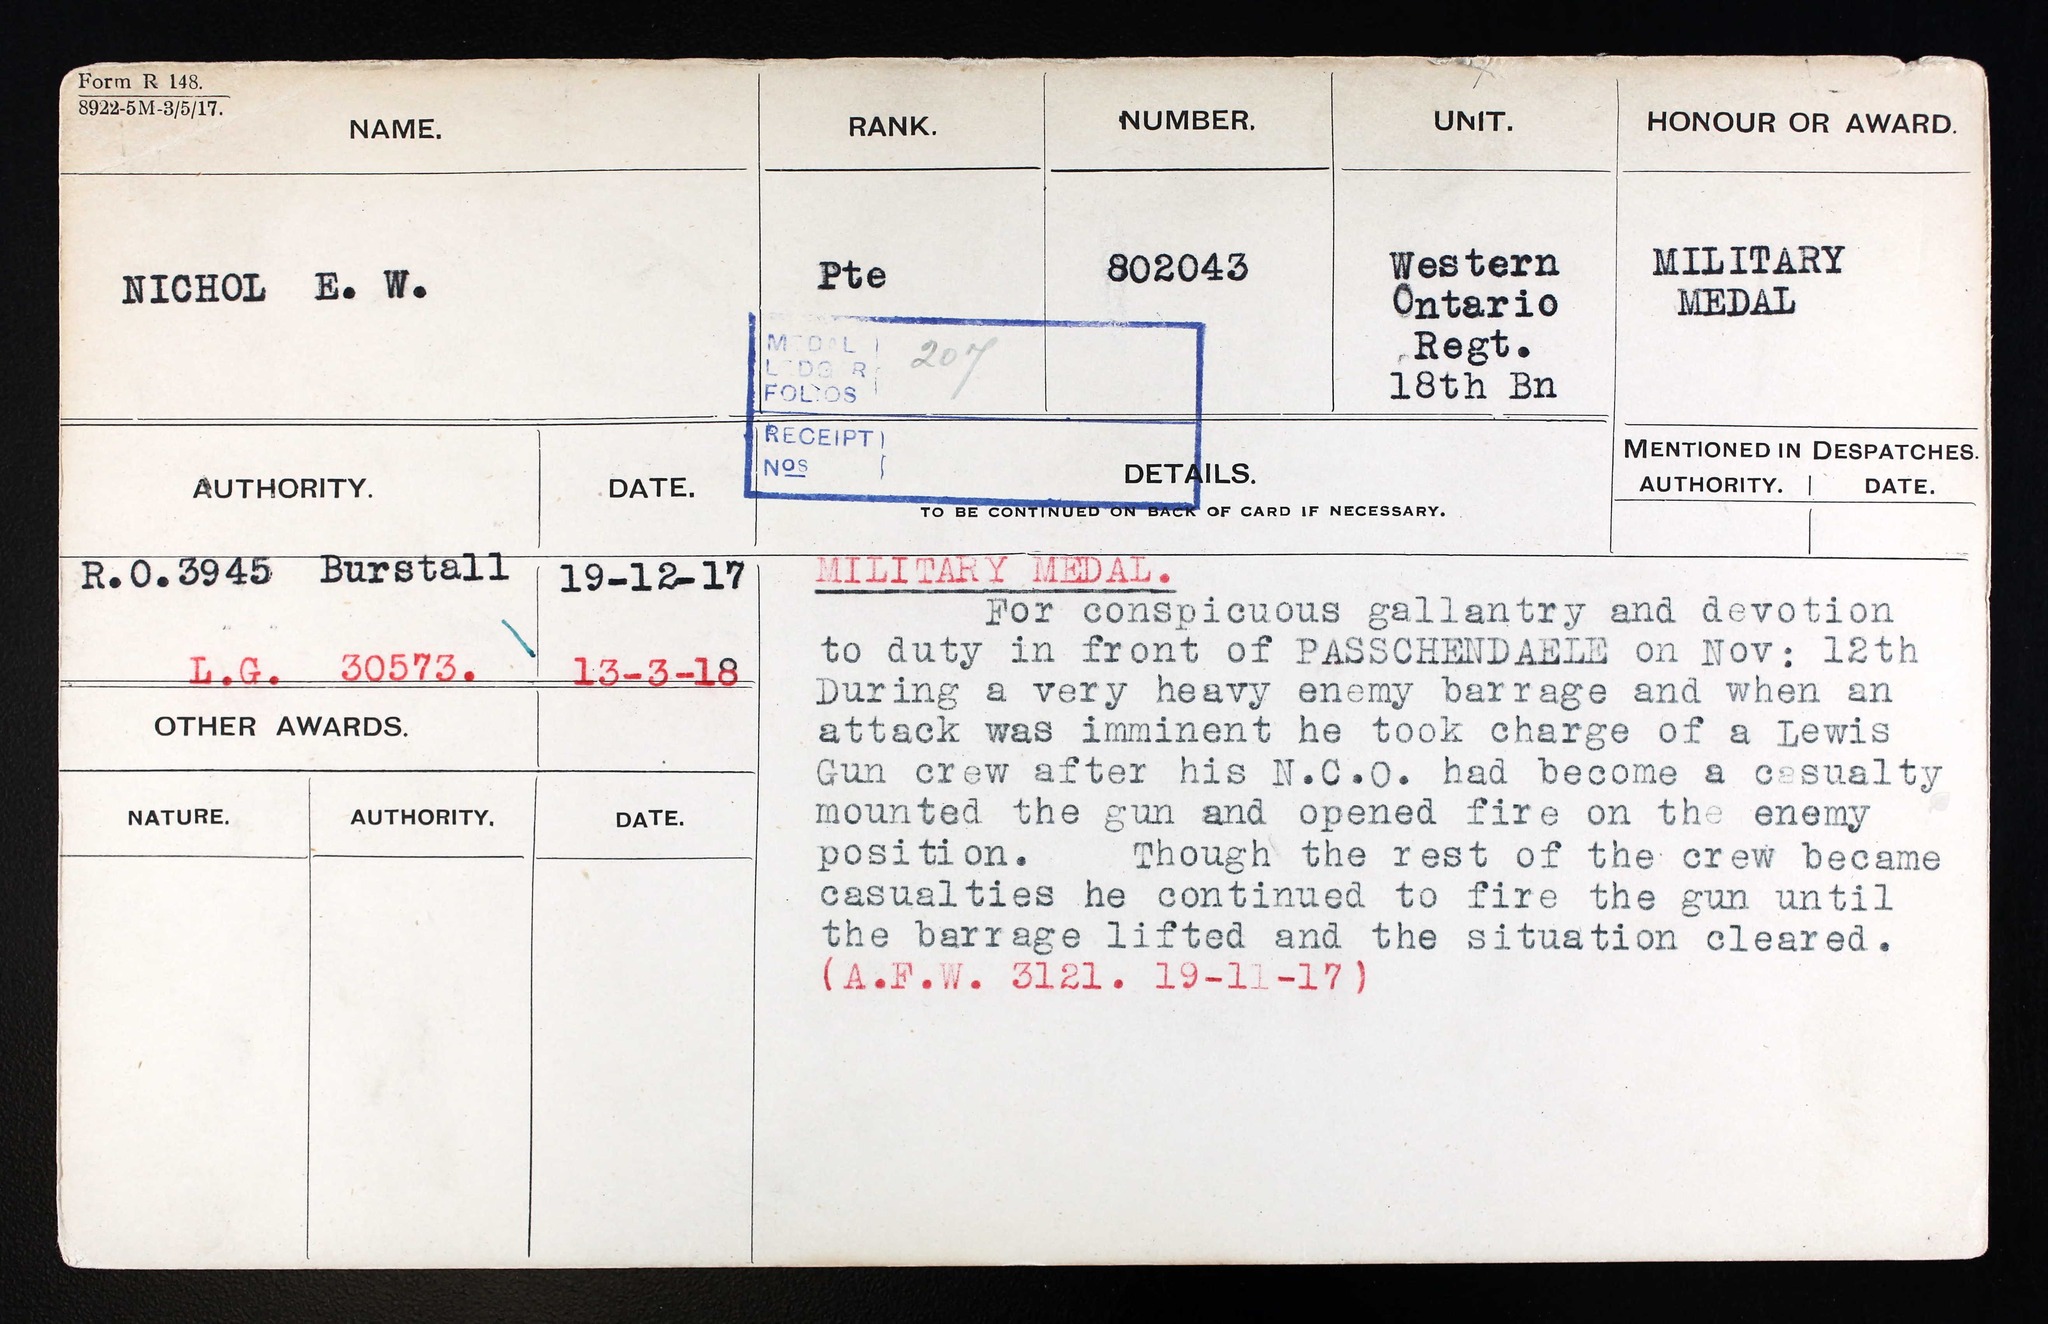 Form R 148.
8922-5M-3/5/17.
NAME.
RANK.
NUMBER.
UNIT.
HONOUR OR AWARD.
NICHOL E. W.
Pte
802043
Western
Ontario
Regt.
18th Bn
MILITARY
MEDAL
MEDAL
LEDGER
FOLIOS
207
RECEIPT
Nos
AUTHORITY.
DATE.
DETAILS.
TO BE CONTINUED ON BACK OF CARD IF NECESSARY.
MENTIONED IN DESPATCHES.
AUTHORITY.
DATE.
R.O.3945 Burstall
19-12-17
L.G. 30573.
13-3-18
OTHER AWARDS.
NATURE.
AUTHORITY.
DATE.
MILITARY MEDAL.
For conspicuous gallantry and devotion
to duty in front of PASSCHENDAELE on Nov: 12th
During a very heavy enemy barrage and when an
attack was imminent he took charge of a Lewis
Gun crew after his N.C.O. had become a casualty
mounted the gun and opened fire on the enemy
position. Though the rest of the crew became
casualties he continued to fire the gun until
the barrage lifted and the situation cleared.
(A.F.W. 3121. 19-11-17)